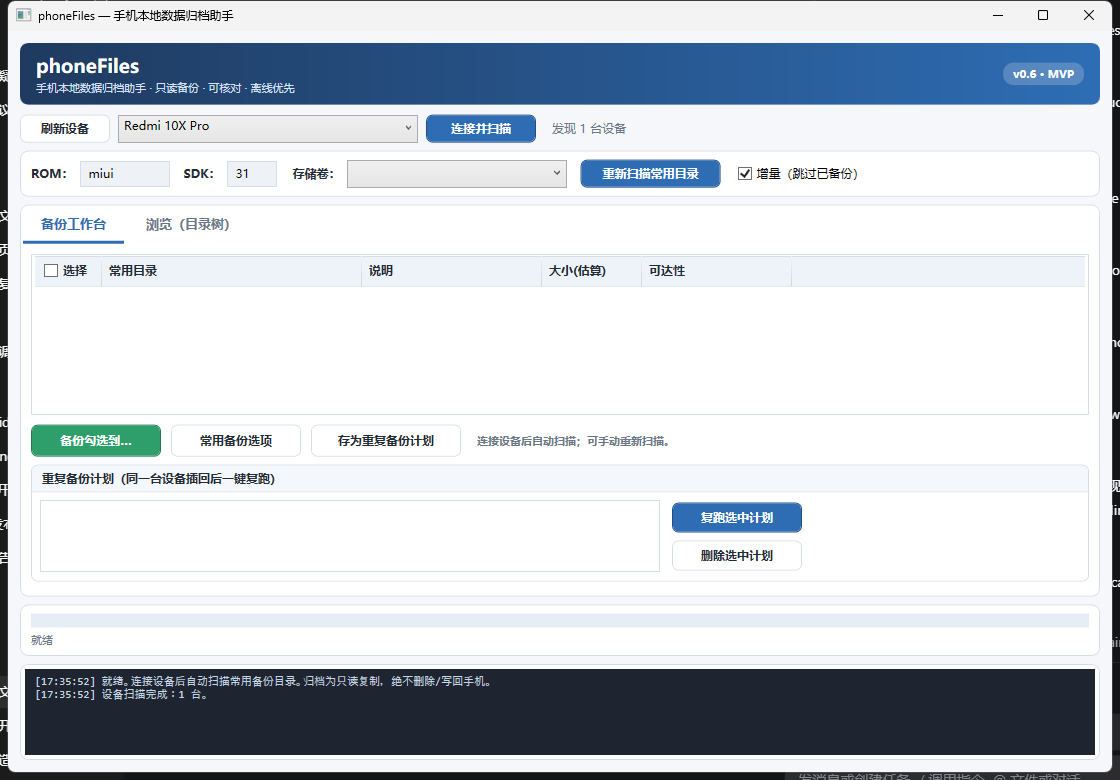 phoneFiles — 手机本地数据归档助手
phoneFiles
手机本地数据归档助手 · 只读备份 · 可核对 · 离线优先
v0.6 • MVP
刷新设备 Redmi 10X Pro 连接并扫描 发现 1 台设备
ROM: miui SDK: 31 存储卷: 重新扫描常用目录 增量（跳过已备份）
备份工作台 浏览（目录树）
选择 常用目录 说明 大小(估算) 可达性
备份勾选到... 常用备份选项 存为重复备份计划 连接设备后自动扫描；可手动重新扫描。
重复备份计划（同一台设备插回后一键复跑）
复跑选中计划
删除选中计划
就绪
[17:35:52] 就绪。连接设备后自动扫描常用备份目录。归档为只读复制，绝不删除/写回手机。
[17:35:52] 设备扫描完成：1 台。